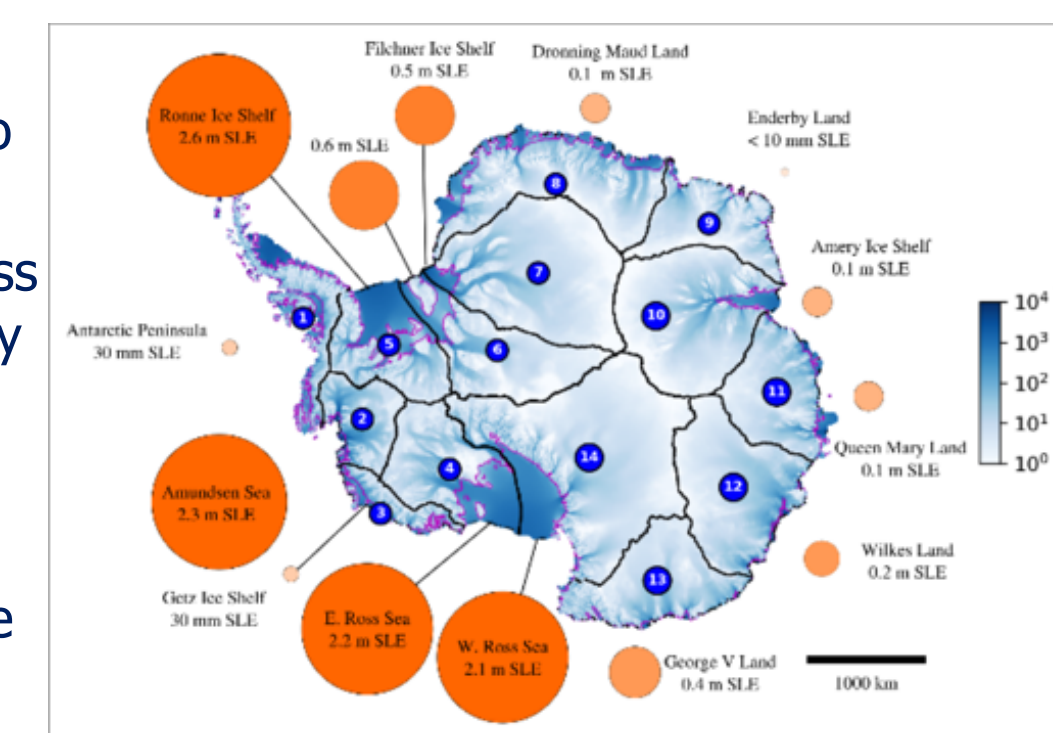 Filchner Ice Shelf
0.5 m SLE
Dronning Maud Land
0.1 m SLE
Ronne Ice Shelf
2.6 m SLE
0.6 m SLE
Enderby Land
< 10 mm SLE
8
9
7
Amery Ice Shelf
0.1 m SLE
10
1
Antarctic Peninsula
30 mm SLE
5
6
10⁴
10³
10²
10¹
10⁰
11
2
Queen Mary Land
0.1 m SLE
14
4
12
Amundsen Sea
2.3 m SLE
3
Wilkes Land
0.2 m SLE
13
Getz Ice Shelf
30 mm SLE
E. Ross Sea
2.2 m SLE
W. Ross Sea
2.1 m SLE
George V Land
0.4 m SLE
1000 km